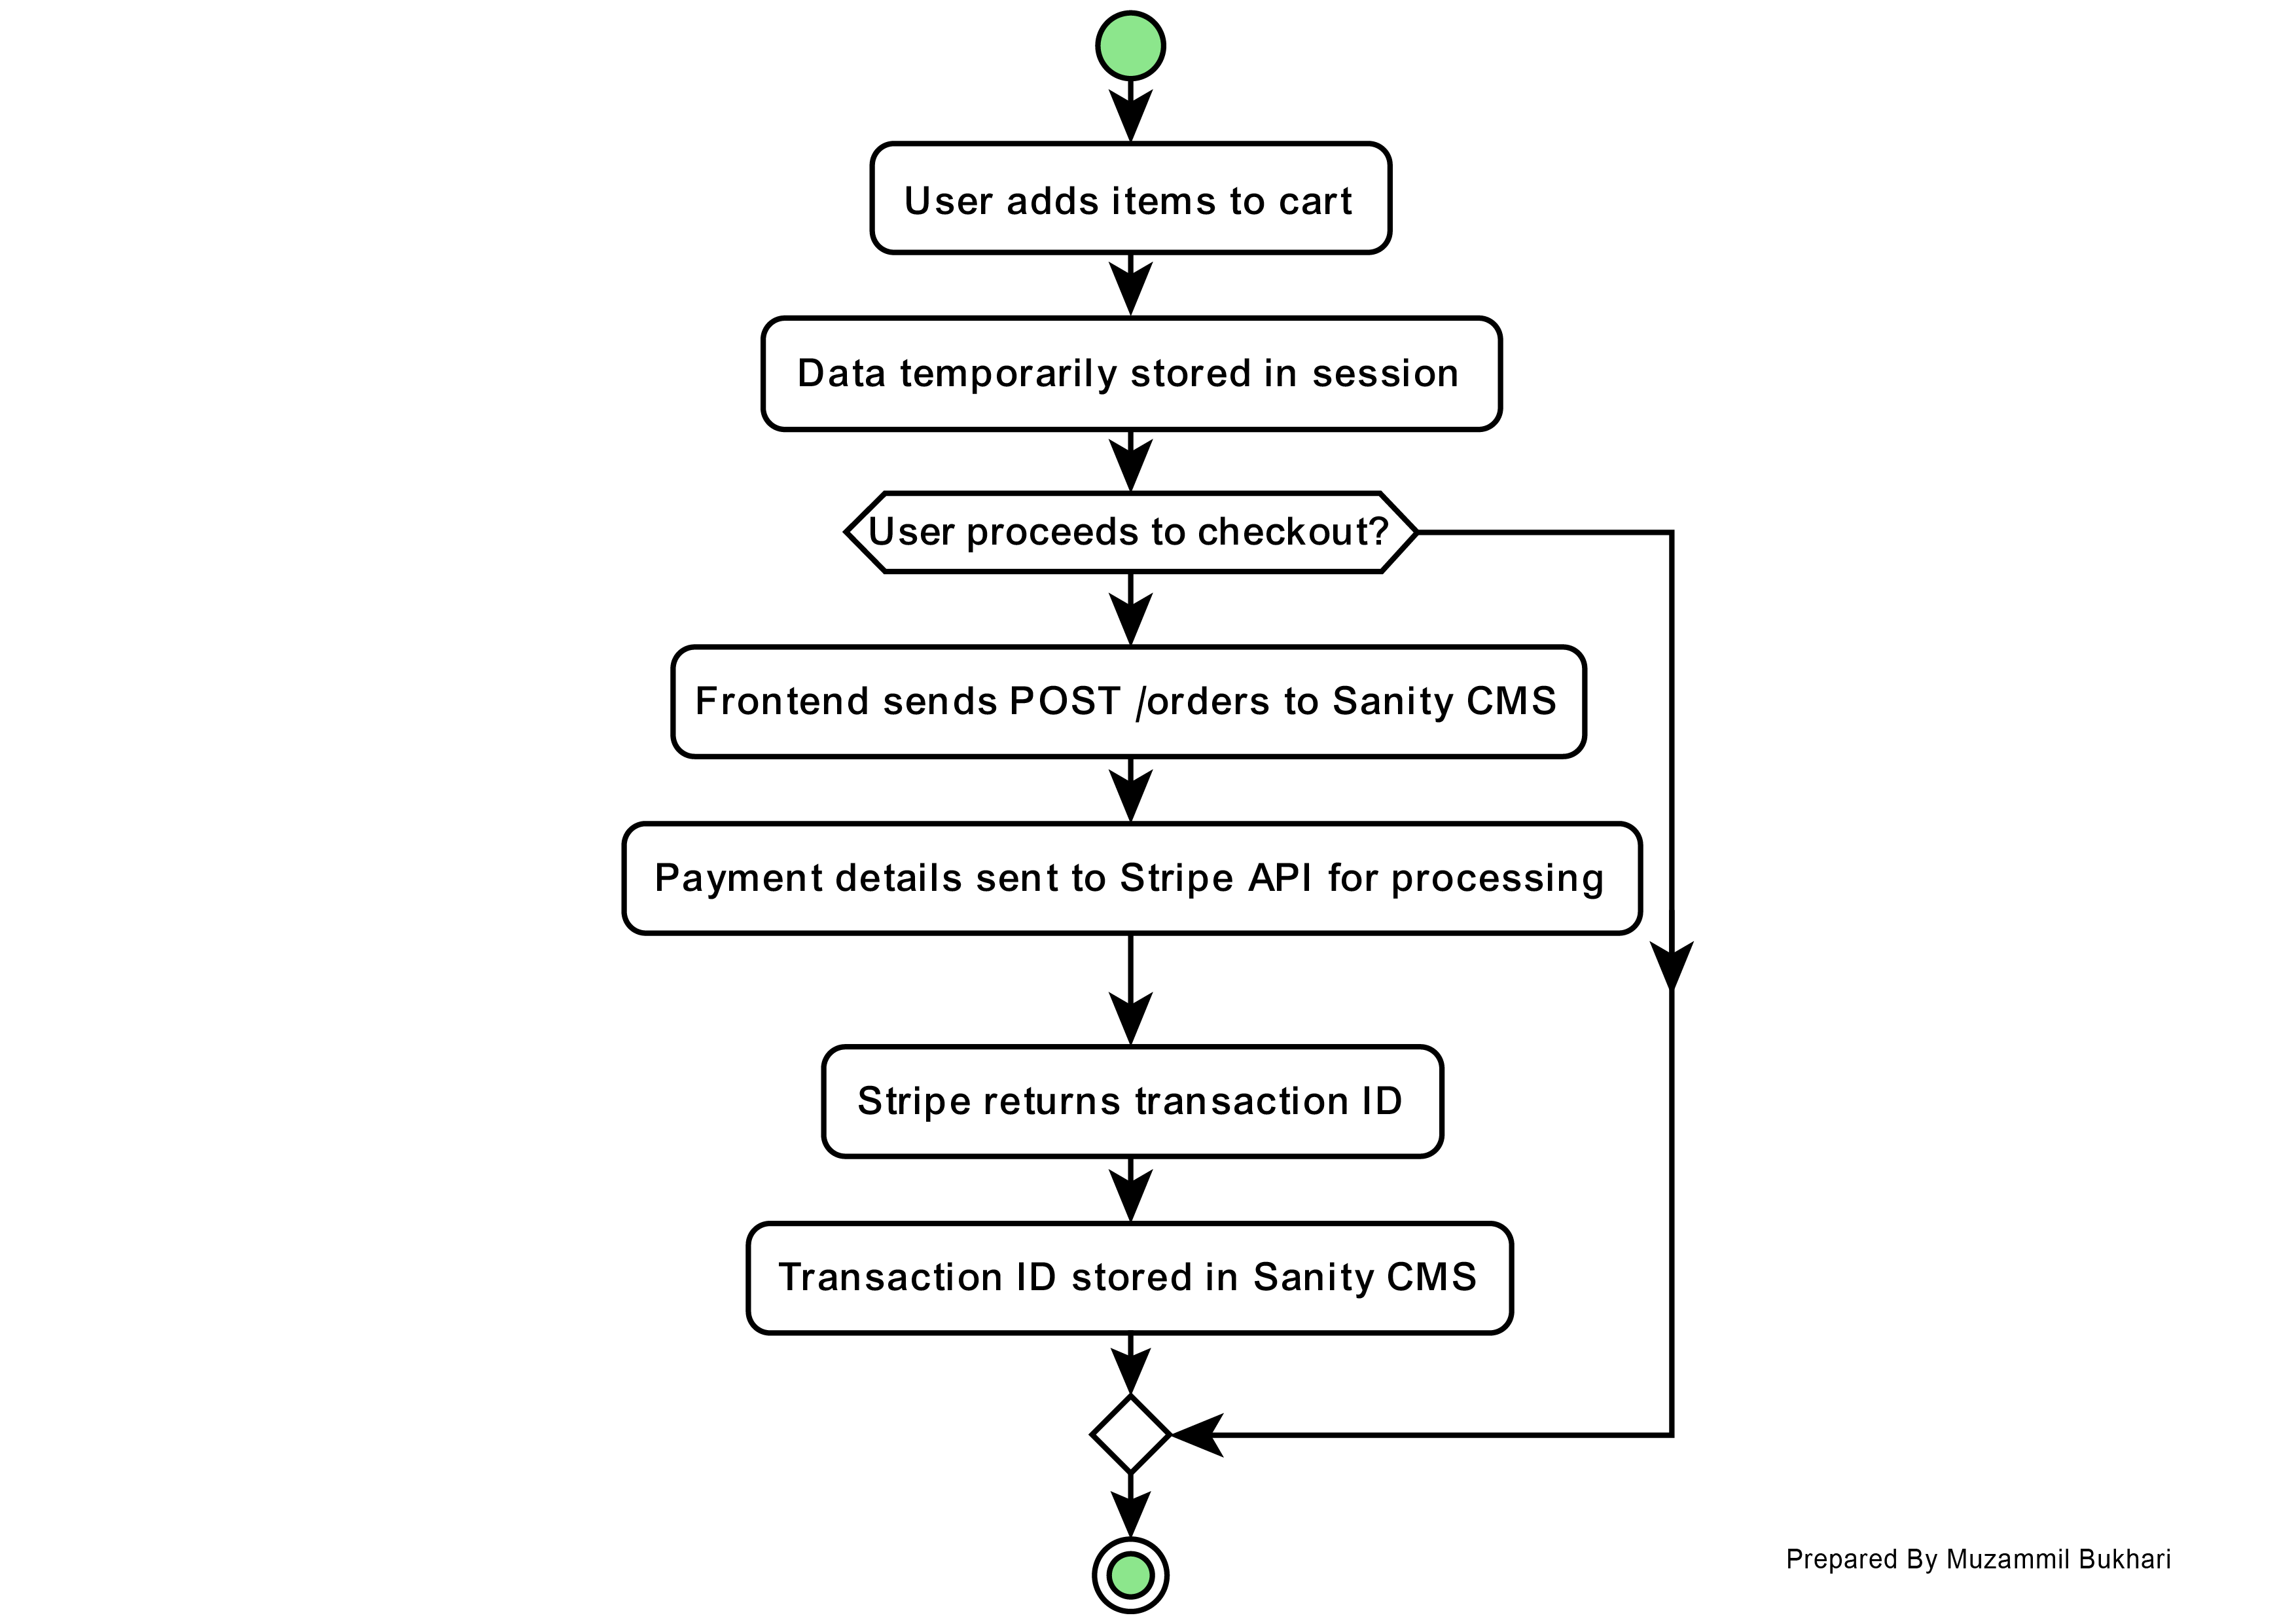 User adds items to cart
Data temporarily stored in session
User proceeds to checkout?
Frontend sends POST /orders to Sanity CMS
Payment details sent to Stripe API for processing
Stripe returns transaction ID
Transaction ID stored in Sanity CMS
Prepared By Muzammil Bukhari